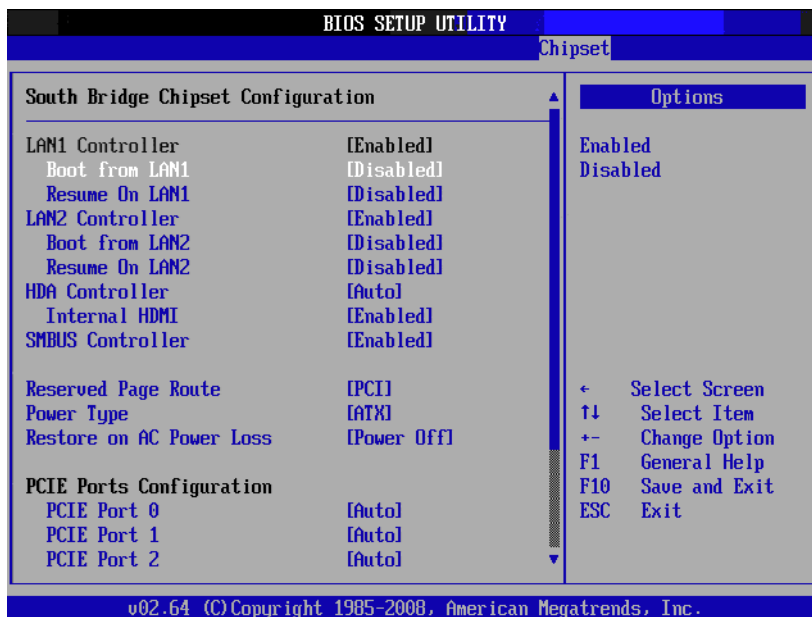 BIOS SETUP UTILITY
Chipset
South Bridge Chipset Configuration
LAN1 Controller [Enabled]
Boot from LAN1 [Disabled]
Resume On LAN1 [Disabled]
LAN2 Controller [Enabled]
Boot from LAN2 [Disabled]
Resume On LAN2 [Disabled]
HDA Controller [Auto]
Internal HDMI [Enabled]
SMBUS Controller [Enabled]
Reserved Page Route [PCI]
Power Type [ATX]
Restore on AC Power Loss [Power Off]
PCIE Ports Configuration
PCIE Port 0 [Auto]
PCIE Port 1 [Auto]
PCIE Port 2 [Auto]
Options
Enabled
Disabled
← Select Screen
↑↓ Select Item
+- Change Option
F1 General Help
F10 Save and Exit
ESC Exit
v02.64 (C)Copyright 1985-2008, American Megatrends, Inc.